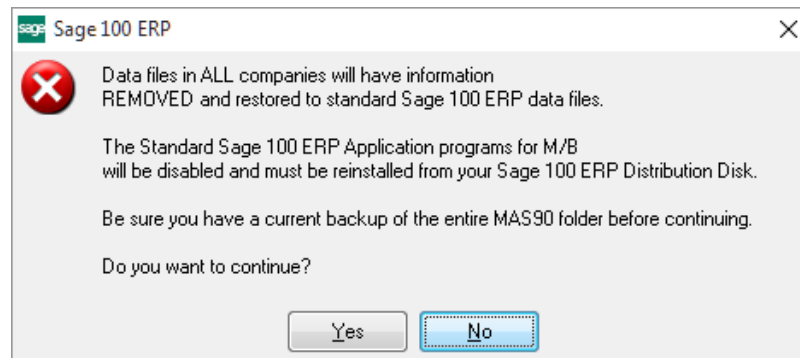 sage Sage 100 ERP
Data files in ALL companies will have information
REMOVED and restored to standard Sage 100 ERP data files.
The Standard Sage 100 ERP Application programs for M/B
will be disabled and must be reinstalled from your Sage 100 ERP Distribution Disk.
Be sure you have a current backup of the entire MAS90 folder before continuing.
Do you want to continue?
Yes No